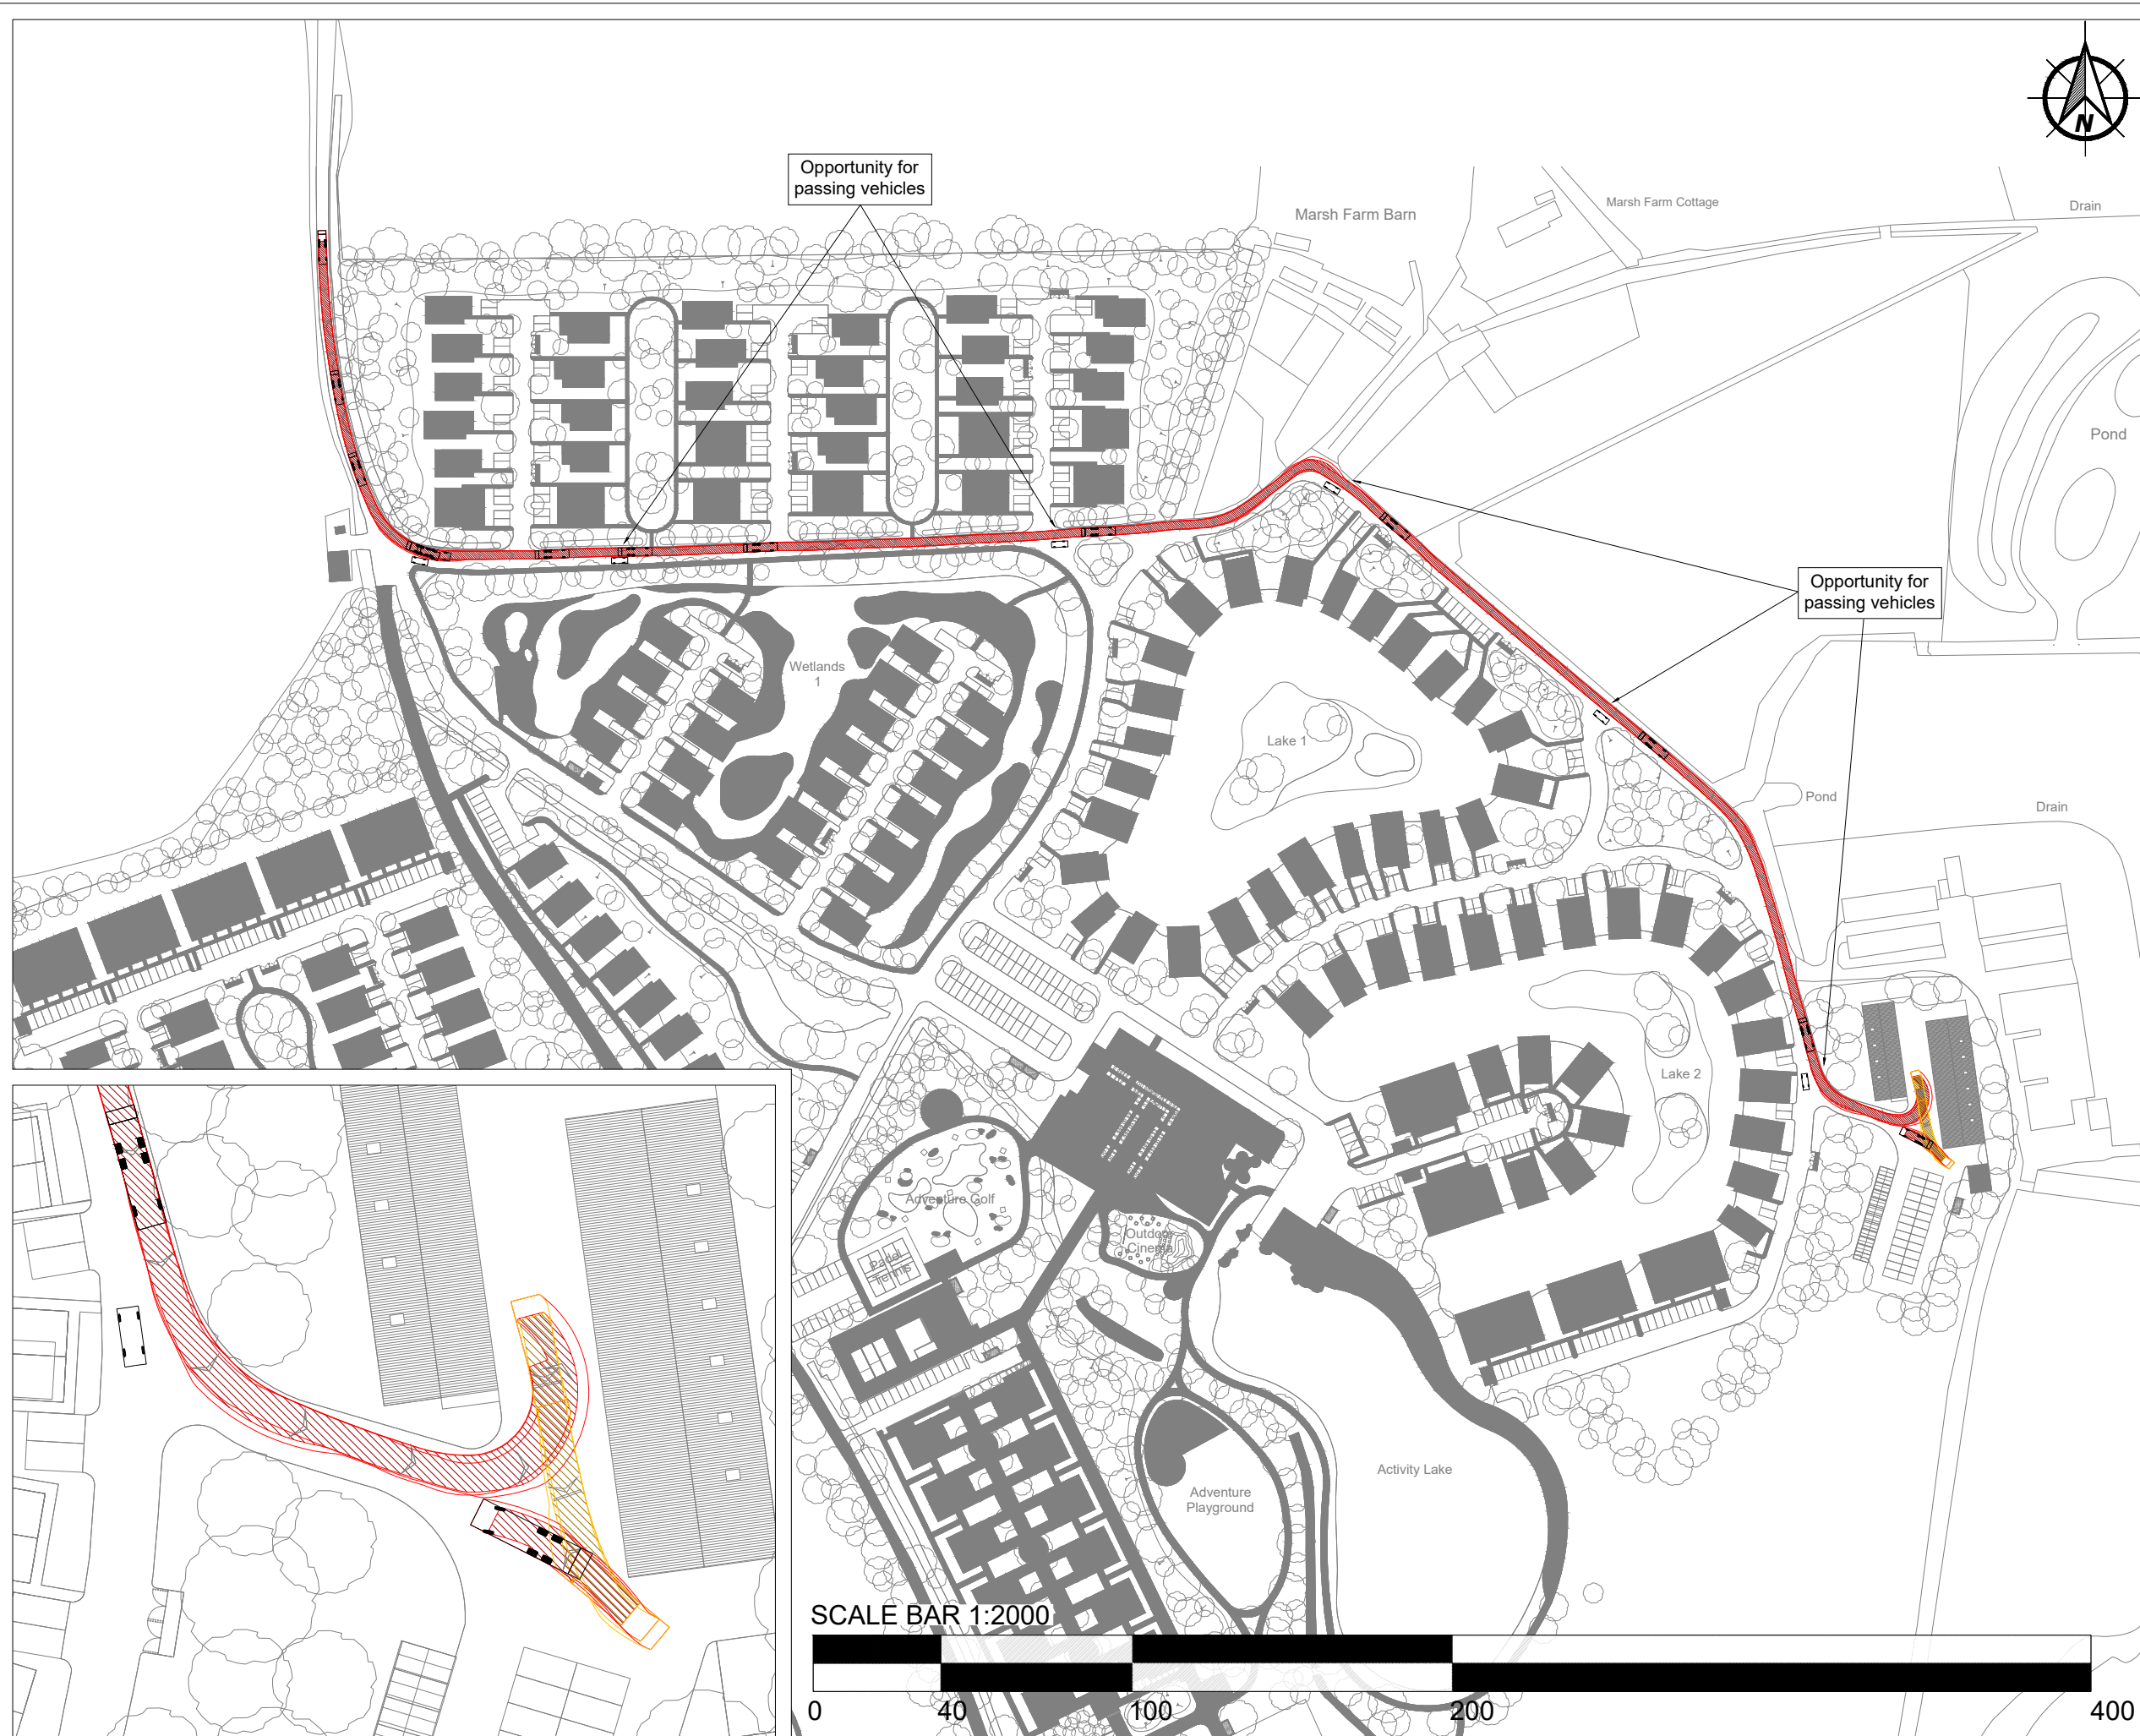 N
Opportunity for
passing vehicles
Marsh Farm Barn
Marsh Farm Cottage
Drain
Pond
Opportunity for
passing vehicles
Wetlands
1
Lake 1
Pond
Drain
Lake 2
Adventure Golf
Padel
Tennis
Outdoor
Cinema
Activity Lake
Adventure
Playground
SCALE BAR 1:2000
0
40
100
200
400